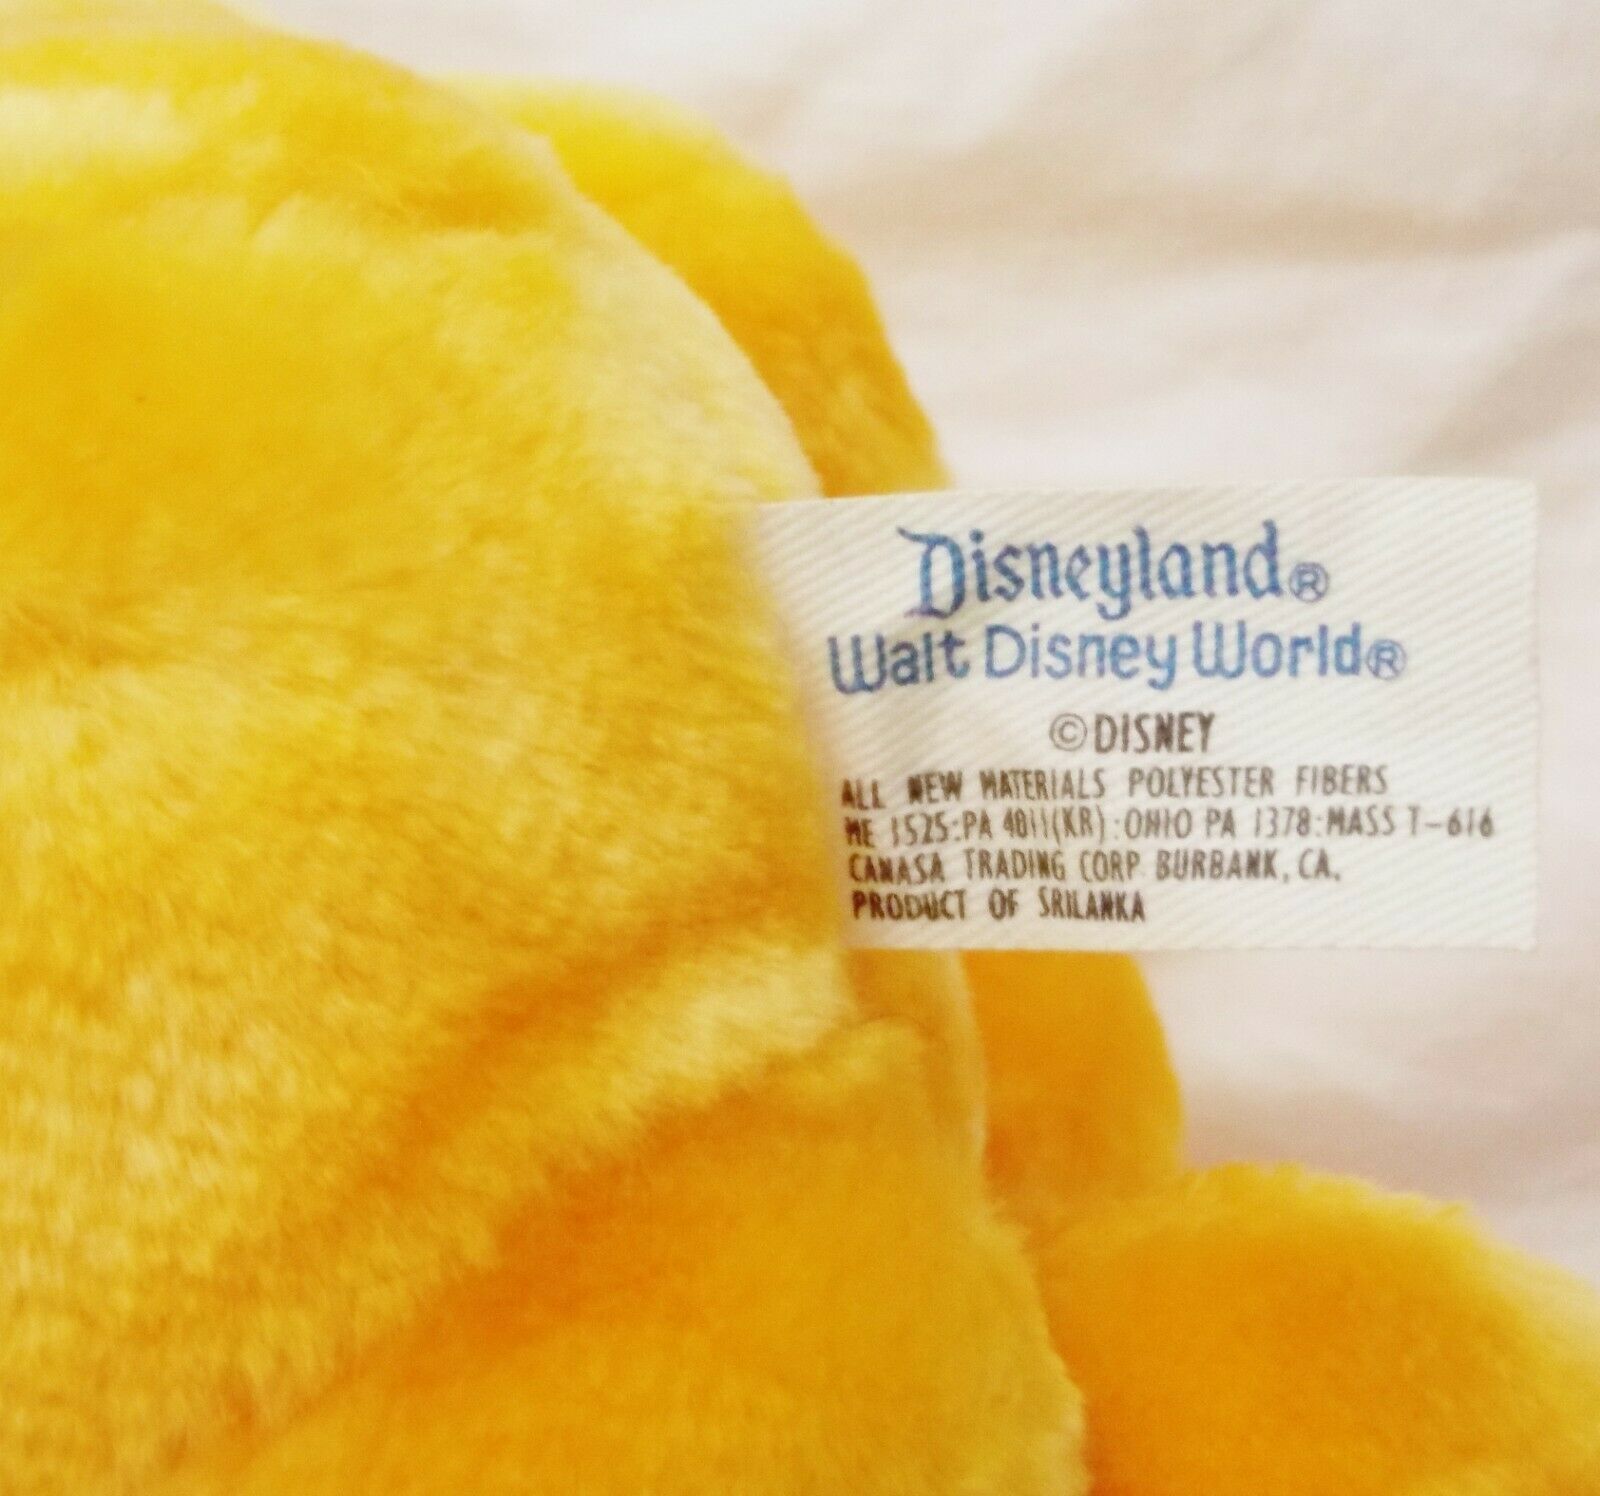 Disneyland®
Walt Disney World®
©DISNEY
ALL NEW MATERIALS POLYESTER FIBERS
ME 1525:PA 4011(KR):OHIO PA 1378:MASS T-616
CANASA TRADING CORP BURBANK, CA.
PRODUCT OF SRILANKA